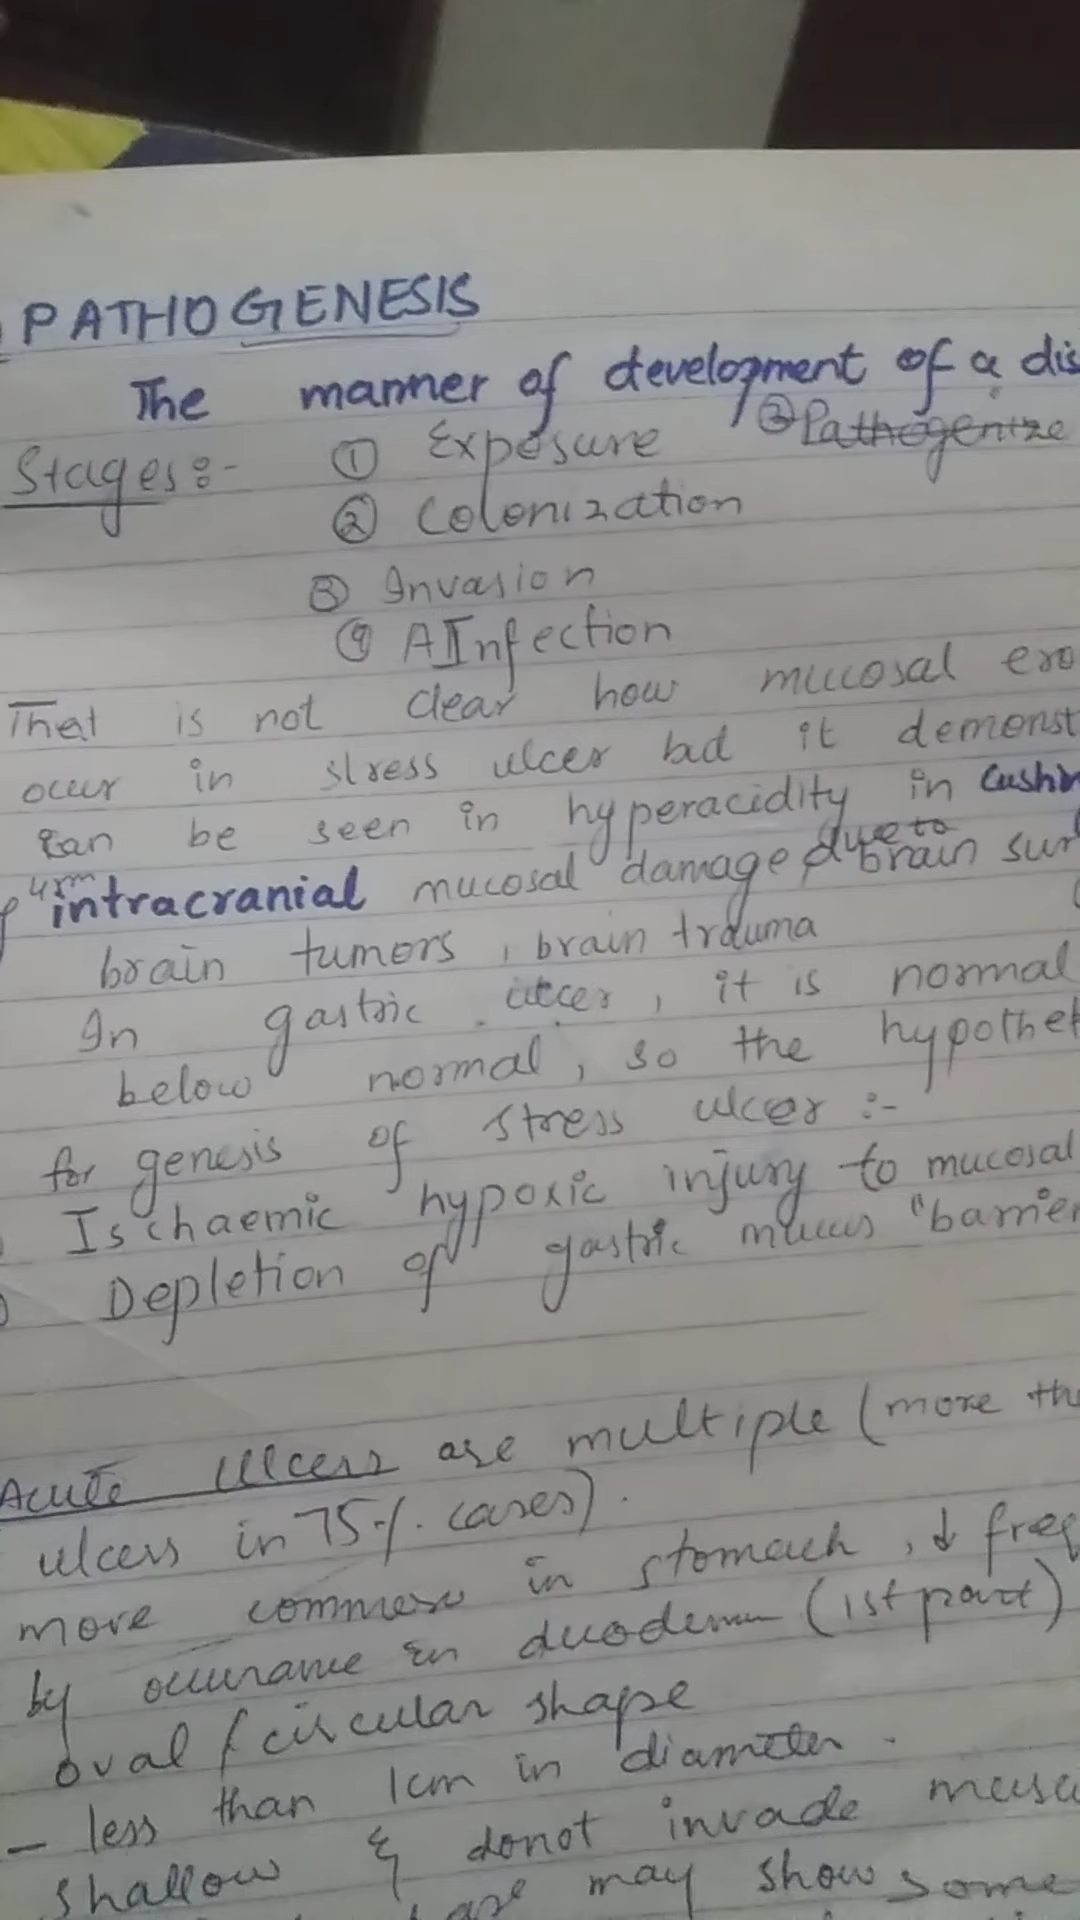 PATHOGENESIS
The manner of development of a dis
Stages:- ① Exposure ② Pathogenize
② Colonization
③ Invasion
④ AInfection
That is not clear how mucosal ero
occur in stress ulcer bud it demonst
can be seen in hyperacidity in Cushin
"intracranial mucosal damage due to brain sur
brain tumors, brain trauma
In gastric ulcer, it is normal
below normal, so the hypothet
for genesis of stress ulcer :-
Ischaemic hypoxic injury to mucosal
Depletion of gastric mucus "barrier
Acute Ulcers are multiple (more tha
ulcers in 75%. cases).
more common in stomach, & freq
by occurance in duodenum (1st part)
oval / circular shape
- less than 1cm in diameter.
shallow & donot invade muscu
may show some